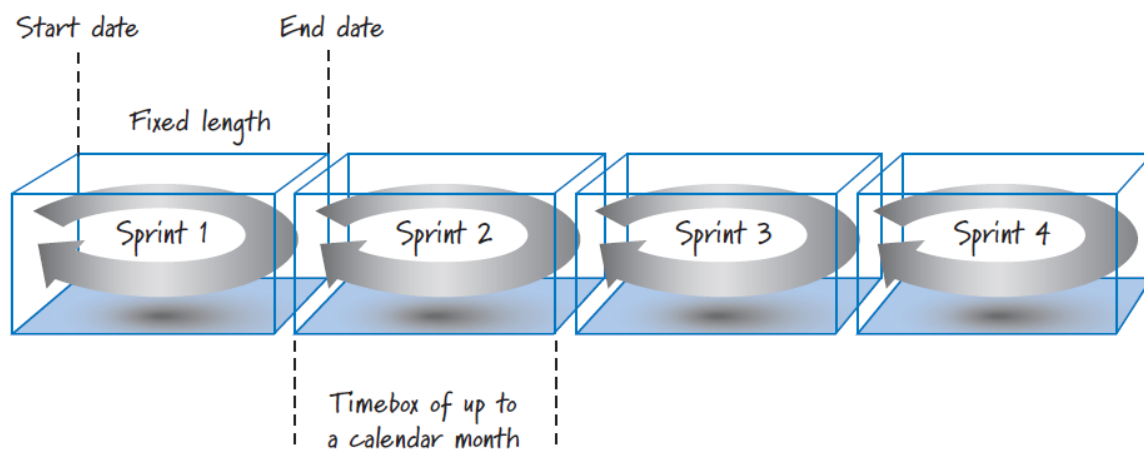 Start date
End date
Fixed length
Sprint 1
Sprint 2
Sprint 3
Sprint 4
Timebox of up to
a calendar month